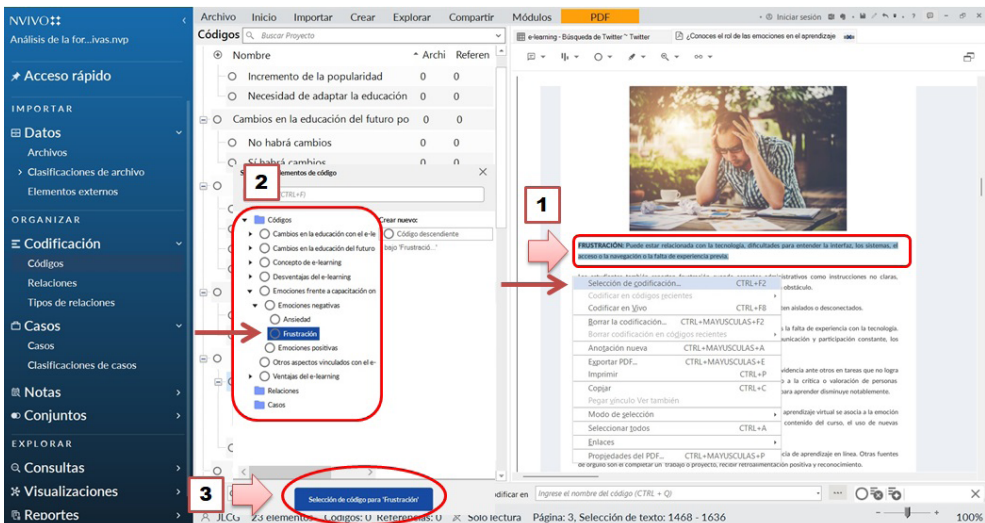 NVIVO
Análisis de la for...ivas.nvp
Acceso rápido
IMPORTAR
Datos
Archivos
Clasificaciones de archivo
Elementos externos
ORGANIZAR
Codificación
Códigos
Relaciones
Tipos de relaciones
Casos
Casos
Clasificaciones de casos
Notas
Conjuntos
EXPLORAR
Consultas
Visualizaciones
Reportes
Archivo Inicio Importar Crear Explorar Compartir Módulos PDF
Iniciar sesión
Códigos Buscar Proyecto
Nombre Archi Referen
Incremento de la popularidad 0 0
Necesidad de adaptar la educación 0 0
Cambios en la educación del futuro po 0 0
No habrá cambios 0 0
Sí habrá cambios 0 0
2
elementos de código
(CTRL+F)
Códigos
Cambios en la educación con el e-le
Cambios en la educación del futuro
Concepto de e-learning
Desventajas del e-learning
Emociones frente a capacitación on
Emociones negativas
Ansiedad
Frustración
Emociones positivas
Otros aspectos vinculados con el e-
Ventajas del e-learning
Relaciones
Casos
Crear nuevo:
Código descendiente
bajo 'Frustració...'
3
Selección de código para 'Frustración'
e-learning - Búsqueda de Twitter ~ Twitter
¿Conoces el rol de las emociones en el aprendizaje
1
FRUSTRACIÓN: Puede estar relacionada con la tecnología, dificultades para entender la interfaz, los sistemas, el
acceso o la navegación o la falta de experiencia previa.
administrativos como instrucciones no claras,
obstáculo.
aislados o desconectados.
la falta de experiencia con la tecnología.
comunicación y participación constante, los
evidencia ante otros en tareas que no logra
a la crítica o valoración de personas
para aprender disminuye notablemente.
aprendizaje virtual se asocia a la emoción
contenido del curso, el uso de nuevas
de aprendizaje en línea. Otras fuentes
de orgullo son el completar un trabajo o proyecto, recibir retroalimentación positiva y reconocimiento.
Selección de codificación... CTRL+F2
Codificar en códigos recientes
Codificar en Vivo CTRL+F8
Borrar la codificación... CTRL+MAYUSCULAS+F2
Borrar codificación en códigos recientes
Anotación nueva CTRL+MAYUSCULAS+A
Exportar PDF... CTRL+MAYUSCULAS+E
Imprimir CTRL+P
Copiar CTRL+C
Pegar vínculo Ver también
Modo de selección
Seleccionar todos CTRL+A
Enlaces
Propiedades del PDF... CTRL+MAYUSCULAS+P
dificar en Ingrese el nombre del código (CTRL + Q)
JLCG 23 elementos Códigos: 0 Referencias: 0 Solo lectura Página: 3, Selección de texto: 1468 - 1636 100%